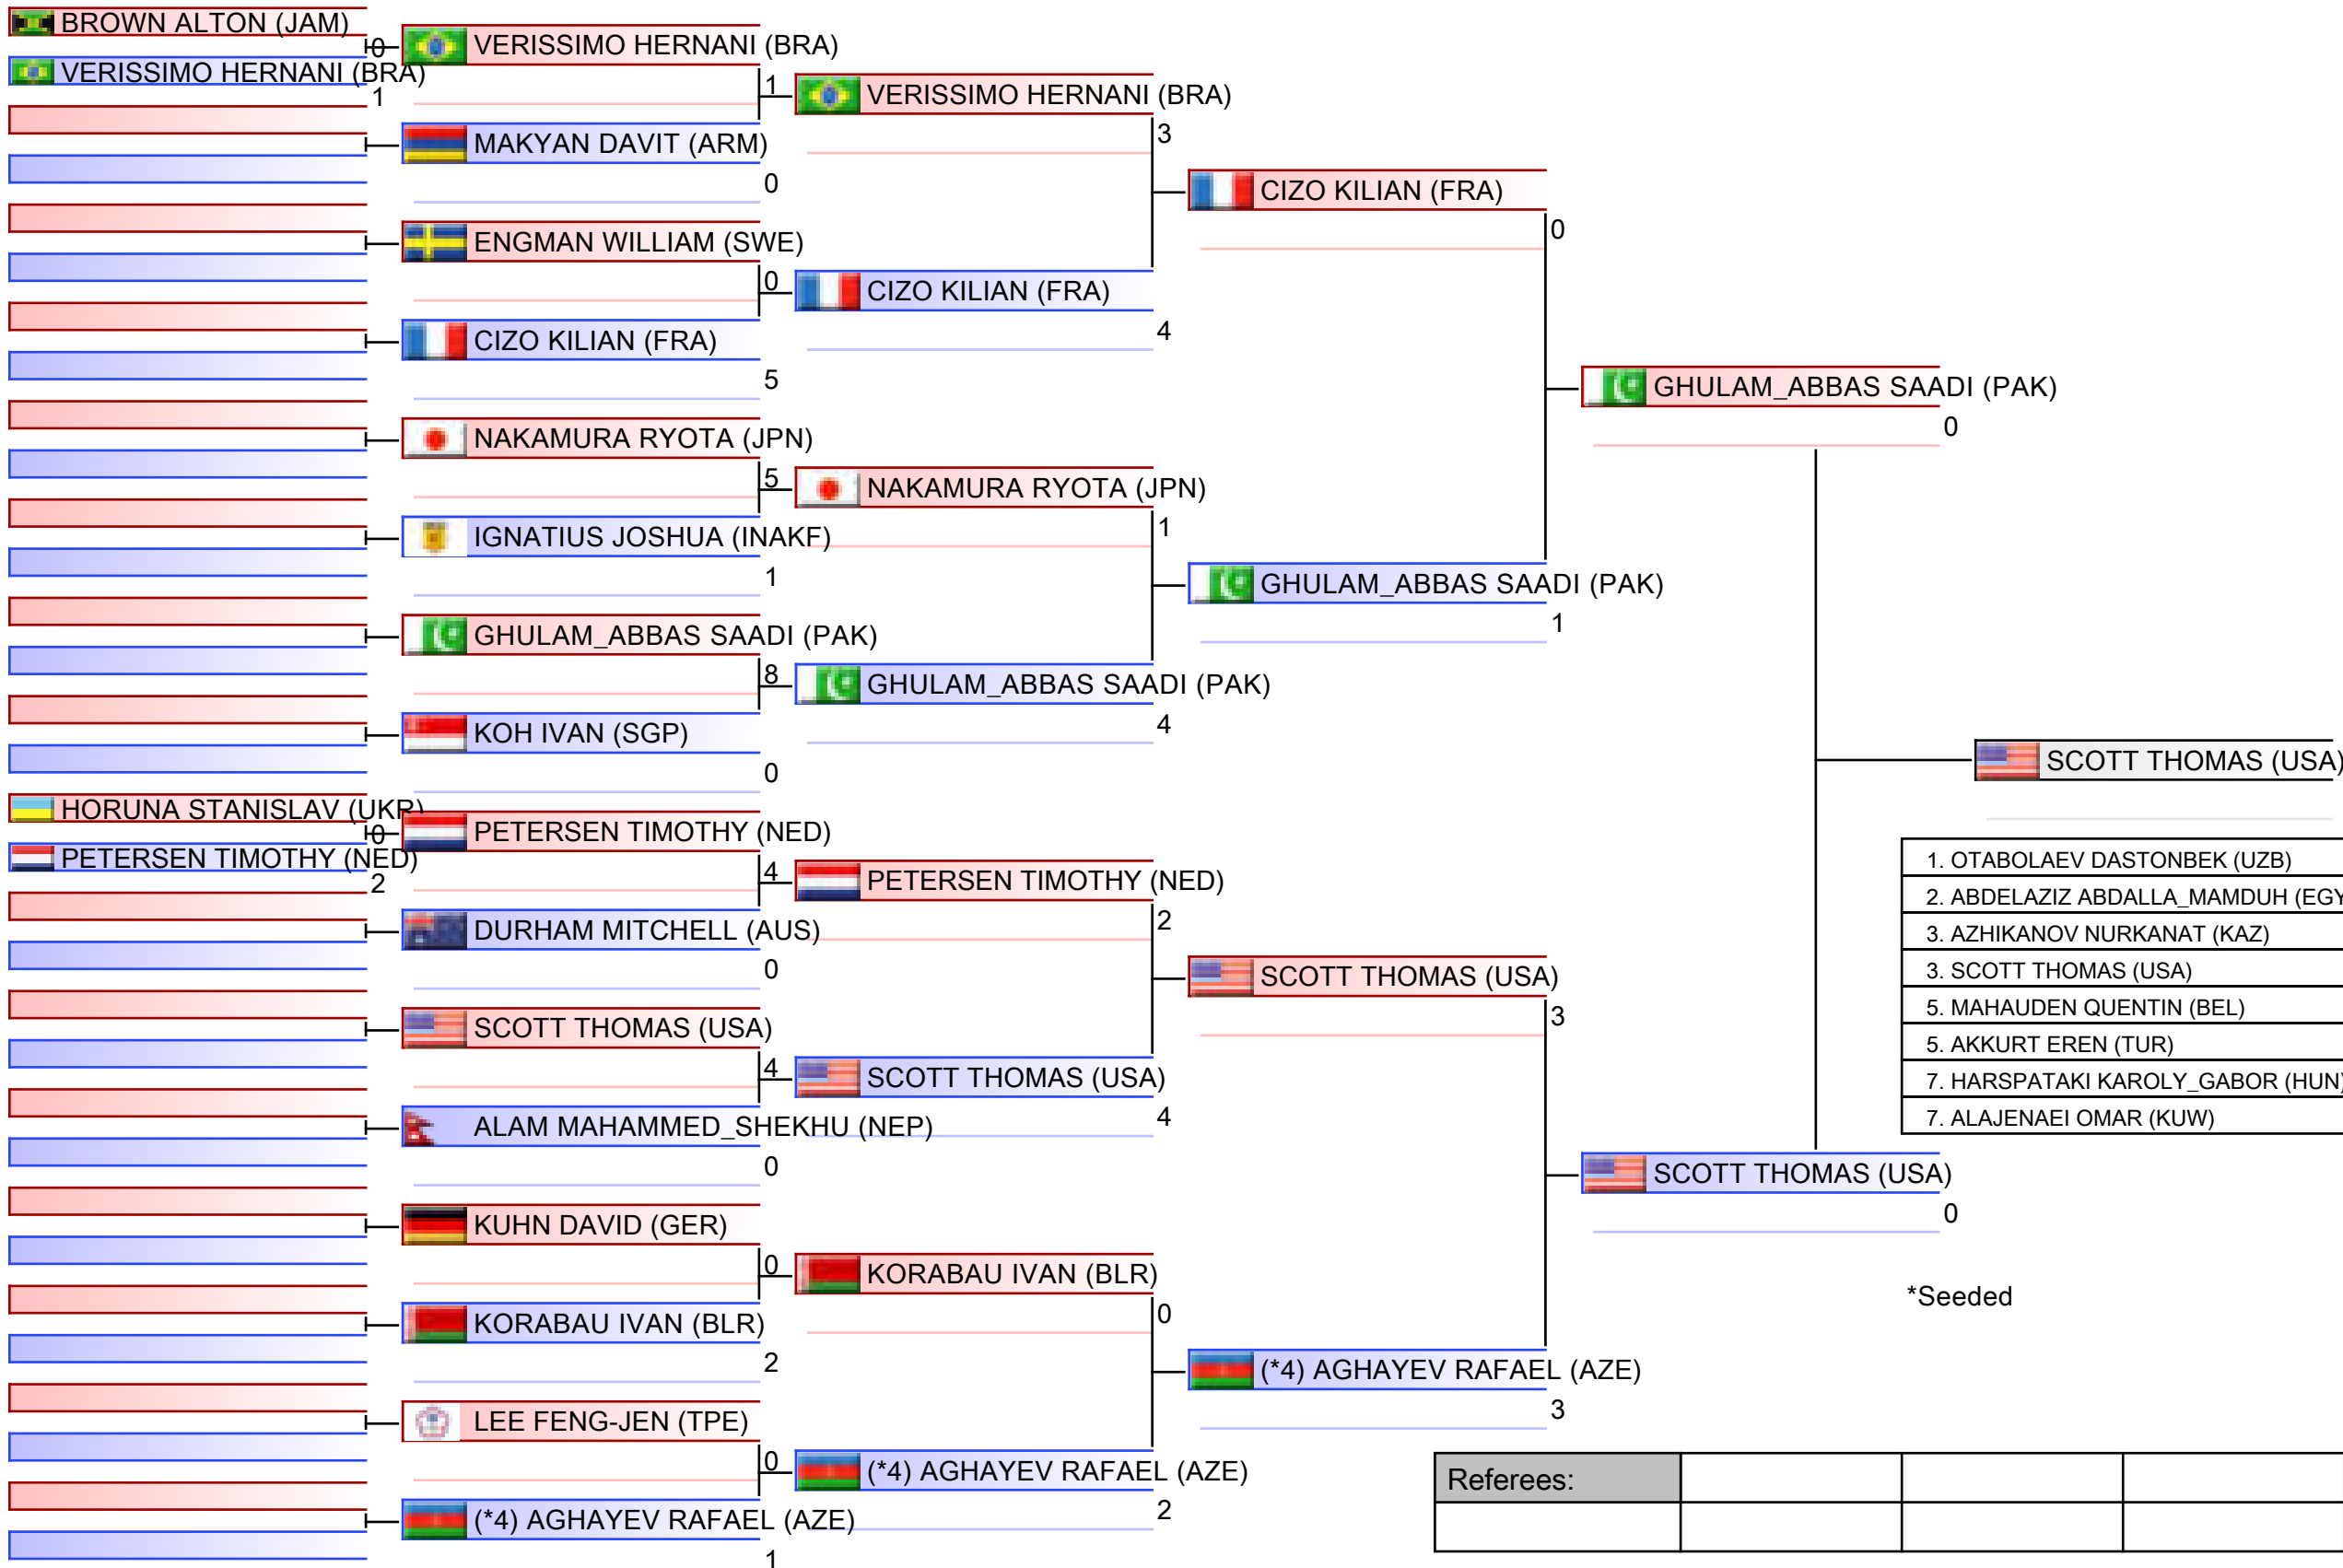 BROWN ALTON (JAM)
0
VERISSIMO HERNANI (BRA)
1
HORUNA STANISLAV (UKR)
0
PETERSEN TIMOTHY (NED)
2
VERISSIMO HERNANI (BRA)
1
MAKYAN DAVIT (ARM)
0
ENGMAN WILLIAM (SWE)
0
CIZO KILIAN (FRA)
5
NAKAMURA RYOTA (JPN)
5
IGNATIUS JOSHUA (INAKF)
1
GHULAM_ABBAS SAADI (PAK)
8
KOH IVAN (SGP)
0
PETERSEN TIMOTHY (NED)
4
DURHAM MITCHELL (AUS)
0
SCOTT THOMAS (USA)
4
ALAM MAHAMMED_SHEKHU (NEP)
0
KUHN DAVID (GER)
0
KORABAU IVAN (BLR)
2
LEE FENG-JEN (TPE)
0
(*4) AGHAYEV RAFAEL (AZE)
1
VERISSIMO HERNANI (BRA)
3
CIZO KILIAN (FRA)
4
NAKAMURA RYOTA (JPN)
1
GHULAM_ABBAS SAADI (PAK)
4
PETERSEN TIMOTHY (NED)
2
SCOTT THOMAS (USA)
4
KORABAU IVAN (BLR)
0
(*4) AGHAYEV RAFAEL (AZE)
2
CIZO KILIAN (FRA)
0
GHULAM_ABBAS SAADI (PAK)
1
SCOTT THOMAS (USA)
3
(*4) AGHAYEV RAFAEL (AZE)
3
GHULAM_ABBAS SAADI (PAK)
0
SCOTT THOMAS (USA)
0
SCOTT THOMAS (USA)
1. OTABOLAEV DASTONBEK (UZB)
2. ABDELAZIZ ABDALLA_MAMDUH (EGY
3. AZHIKANOV NURKANAT (KAZ)
3. SCOTT THOMAS (USA)
5. MAHAUDEN QUENTIN (BEL)
5. AKKURT EREN (TUR)
7. HARSPATAKI KAROLY_GABOR (HUN)
7. ALAJENAEI OMAR (KUW)
*Seeded
Referees: